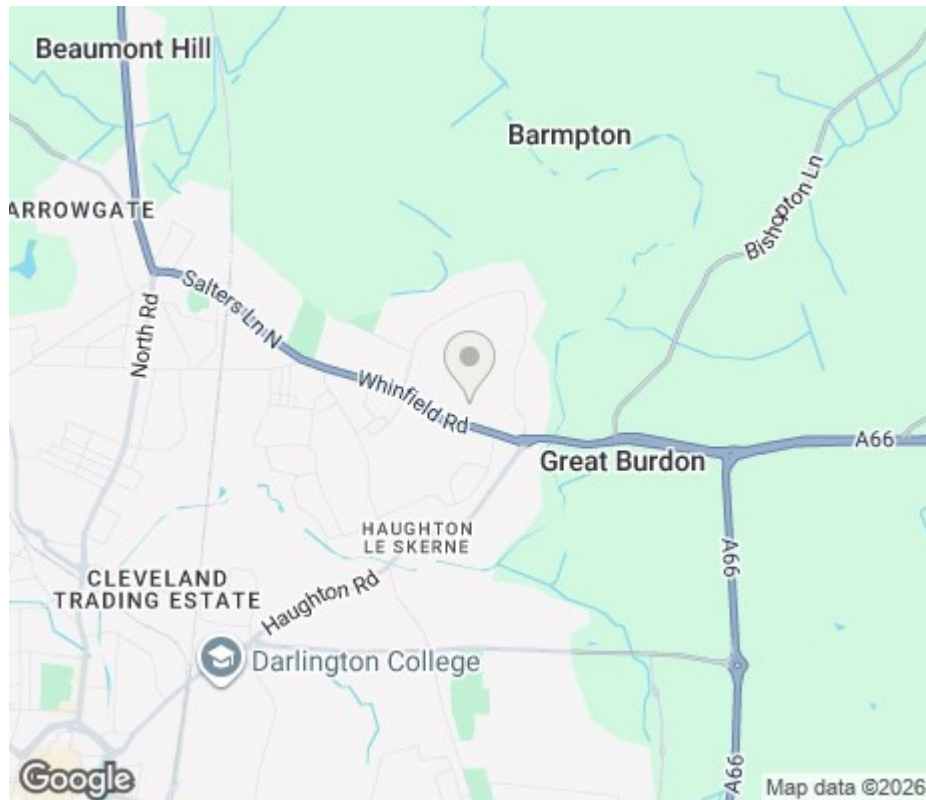 Beaumont Hill
Barmpton
Bishopton Ln
ARROWGATE
Salters Ln N
North Rd
Whinfield Rd
A66
Great Burdon
HAUGHTON
LE SKERNE
A66
CLEVELAND
TRADING ESTATE
Haughton Rd
Darlington College
A66
Google
Map data ©2026